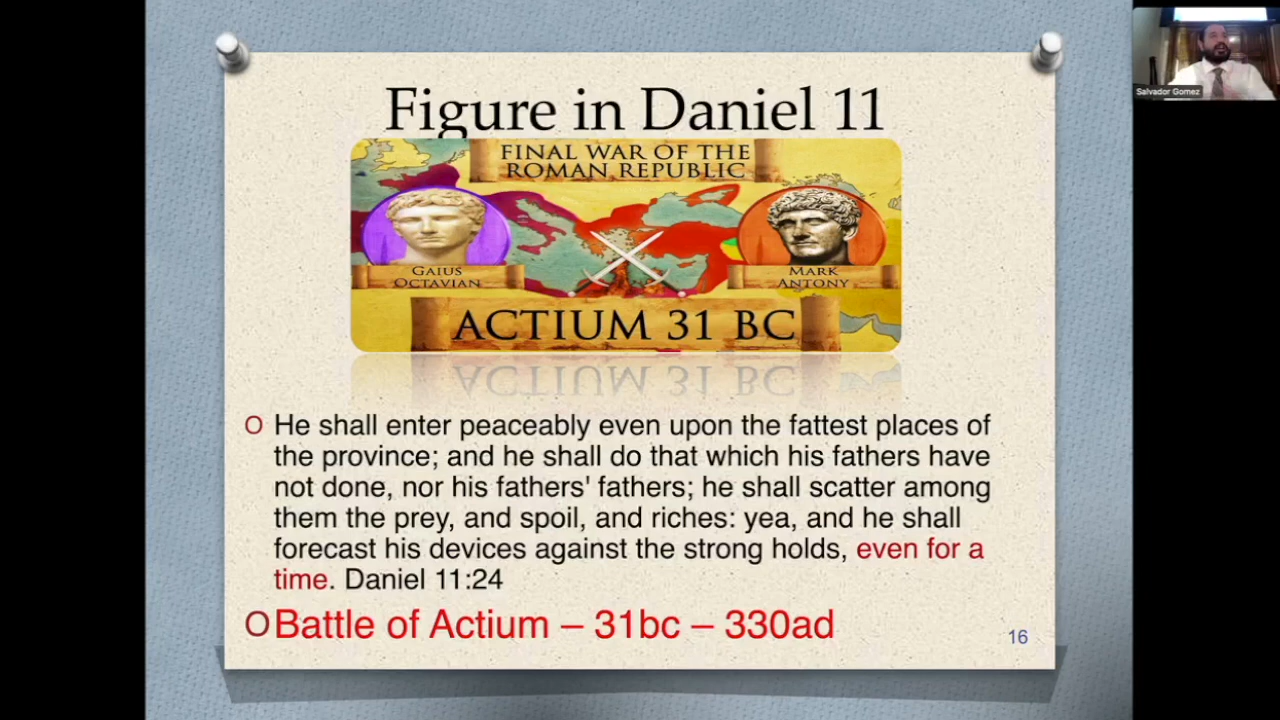 Figure in Daniel 11
FINAL WAR OF THE
ROMAN REPUBLIC
GAIUS
OCTAVIAN
MARK
ANTONY
ACTIUM 31 BC
O He shall enter peaceably even upon the fattest places of
the province; and he shall do that which his fathers have
not done, nor his fathers' fathers; he shall scatter among
them the prey, and spoil, and riches: yea, and he shall
forecast his devices against the strong holds, even for a
time. Daniel 11:24
O Battle of Actium – 31bc – 330ad
16
Salvador Gomez